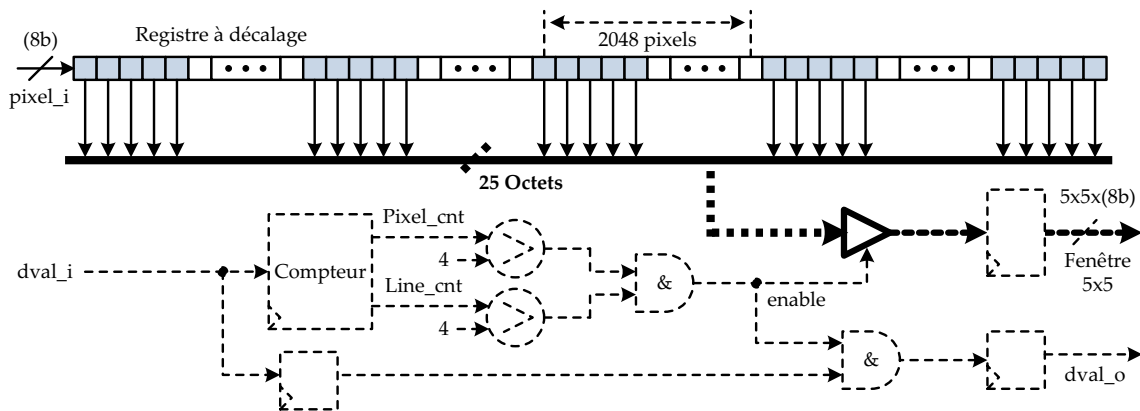 (8b)
Registre à décalage
2048 pixels
pixel_i
25 Octets
5x5x(8b)
Pixel_cnt
dval_i
Compteur
>
4
&
Fenêtre
5x5
Line_cnt
enable
>
4
&
dval_o